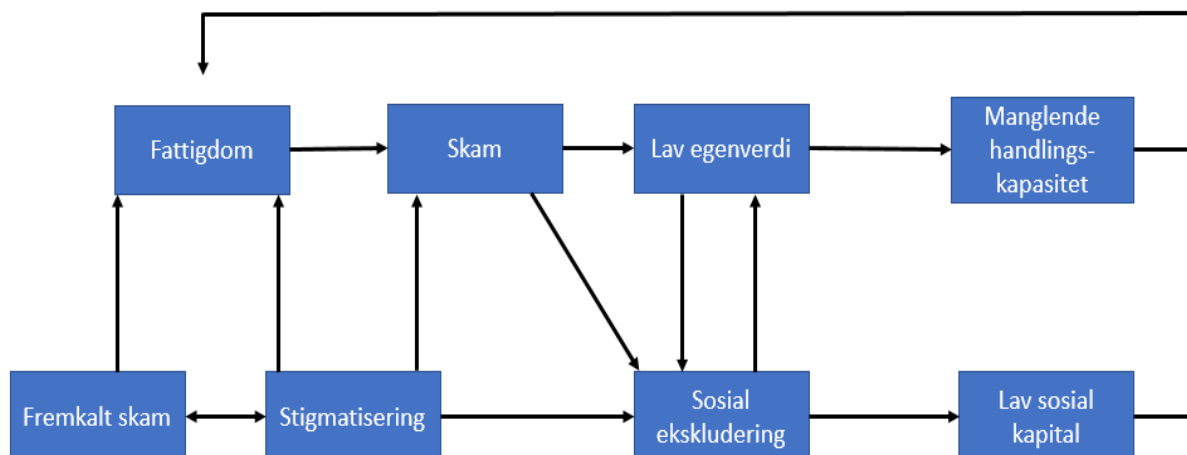 Fattigdom
Skam
Lav egenverdi
Manglende
handlings-
kapasitet
Fremkalt skam
Stigmatisering
Sosial
ekskludering
Lav sosial
kapital